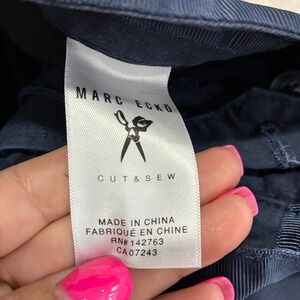 MARC ECKO
CUT & SEW
MADE IN CHINA
FABRIQUÉ EN CHINE
RN# 142763
CA07243